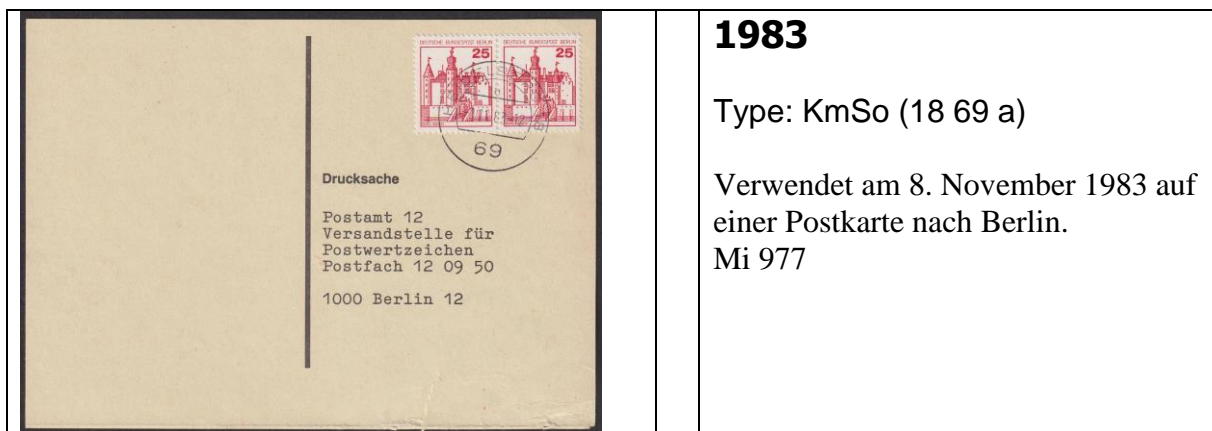 DEUTSCHE BUNDESPOST BERLIN
25
DEUTSCHE BUNDESPOST BERLIN
25
69
Drucksache
Postamt 12
Versandstelle für
Postwertzeichen
Postfach 12 09 50
1000 Berlin 12
1983
Type: KmSo (18 69 a)
Verwendet am 8. November 1983 auf
einer Postkarte nach Berlin.
Mi 977